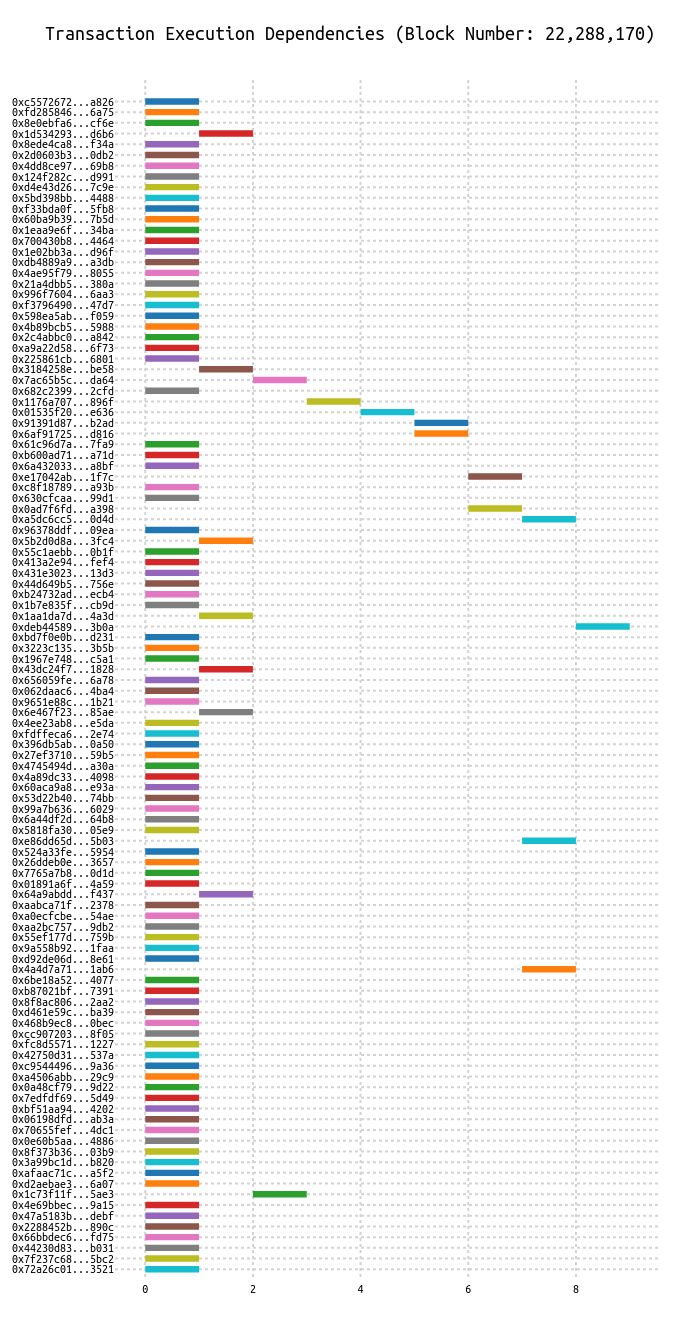 Transaction Execution Dependencies (Block Number: 22,288,170)
0xc5572672...a826
0xfd285846...6a75
0x8e0ebfa6...cf6e
0x1d534293...d6b6
0x8ede4ca8...f34a
0x2d0603b3...0db2
0x4dd8ce97...69b8
0x124f282c...d991
0xd4e43d26...7c9e
0x5bd398bb...4488
0xf33bda0f...5fb8
0x60ba9b39...7b5d
0x1eaa9e6f...34ba
0x700430b8...4464
0x1e02bb3a...d96f
0xdb4889a9...a3db
0x4ae95f79...8055
0x21a4dbb5...380a
0x996f7604...6aa3
0xf3796490...47d7
0x598ea5ab...f059
0x4b89bcb5...5988
0x2c4abbc0...a842
0xa9a22d58...6f73
0x225861cb...6801
0x3184258e...be58
0x7ac65b5c...da64
0x682c2399...2cfd
0x1176a707...896f
0x01535f20...e636
0x91391d87...b2ad
0x6af91725...d816
0x61c96d7a...7fa9
0xb600ad71...a71d
0x6a432033...a8bf
0xe17042ab...1f7c
0xc8f18789...a93b
0x630cfcaa...99d1
0x0ad7f6fd...a398
0xa5dc6cc5...0d4d
0x96378ddf...09ea
0x5b2d0d8a...3fc4
0x55c1aebb...0b1f
0x413a2e94...fef4
0x431e3023...13d3
0x44d649b5...756e
0xb24732ad...ecb4
0x1b7e835f...cb9d
0x1aa1da7d...4a3d
0xdeb44589...3b0a
0xbd7f0e0b...d231
0x3223c135...3b5b
0x1967e748...c5a1
0x43dc24f7...1828
0x656059fe...6a78
0x062daac6...4ba4
0x9651e88c...1b21
0x6e467f23...85ae
0x4ee23ab8...e5da
0xfdffeca6...2e74
0x396db5ab...0a50
0x27ef3710...59b5
0x4745494d...a30a
0x4a89dc33...4098
0x60aca9a8...e93a
0x53d22b40...74bb
0x99a7b636...6029
0x6a44df2d...64b8
0x5818fa30...05e9
0xe86dd65d...5b03
0x524a33fe...5954
0x26ddeb0e...3657
0x7765a7b8...0d1d
0x01891a6f...4a59
0x64a9abdd...f437
0xaabca71f...2378
0xa0ecfcbe...54ae
0xaa2bc757...9db2
0x55ef177d...759b
0x9a558b92...1faa
0xd92de06d...8e61
0x4a4d7a71...1ab6
0x6be18a52...4077
0xb87021bf...7391
0x8f8ac806...2aa2
0xd461e59c...ba39
0x468b9ec8...0bec
0xcc907203...8f05
0xfc8d5571...1227
0x42750d31...537a
0xc9544496...9a36
0xa4506abb...29c9
0x0a48cf79...9d22
0x7edfdf69...5d49
0xbf51aa94...4202
0x06198dfd...ab3a
0x70655fef...4dc1
0x0e60b5aa...4886
0x8f373b36...03b9
0x3a99bc1d...b820
0xafaac71c...a5f2
0xd2aebae3...6a07
0x1c73f11f...5ae3
0x4e69bbec...9a15
0x47a5183b...debf
0x2288452b...890c
0x66bbdec6...fd75
0x44230d83...b031
0x7f237c68...5bc2
0x72a26c01...3521
0 2 4 6 8